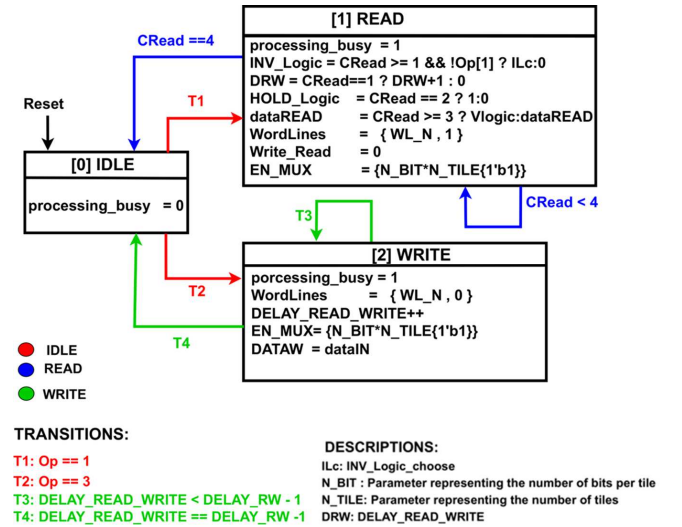 [1] READ
processing_busy = 1
INV_Logic = CRead >= 1 && !Op[1] ? ILc:0
DRW = CRead==1 ? DRW+1 : 0
HOLD_Logic = CRead == 2 ? 1:0
dataREAD = CRead >= 3 ? Vlogic:dataREAD
WordLines = { WL_N , 1 }
Write_Read = 0
EN_MUX = {N_BIT*N_TILE{1'b1}}
CRead ==4
Reset
T1
[0] IDLE
processing_busy = 0
CRead < 4
T3
T2
[2] WRITE
porcessing_busy = 1
WordLines = { WL_N , 0 }
DELAY_READ_WRITE++
EN_MUX= {N_BIT*N_TILE{1'b1}}
DATAW = dataIN
T4
IDLE
READ
WRITE
TRANSITIONS:
T1: Op == 1
T2: Op == 3
T3: DELAY_READ_WRITE < DELAY_RW - 1
T4: DELAY_READ_WRITE == DELAY_RW -1
DESCRIPTIONS:
ILc: INV_Logic_choose
N_BIT : Parameter representing the number of bits per tile
N_TILE: Parameter representing the number of tiles
DRW: DELAY_READ_WRITE